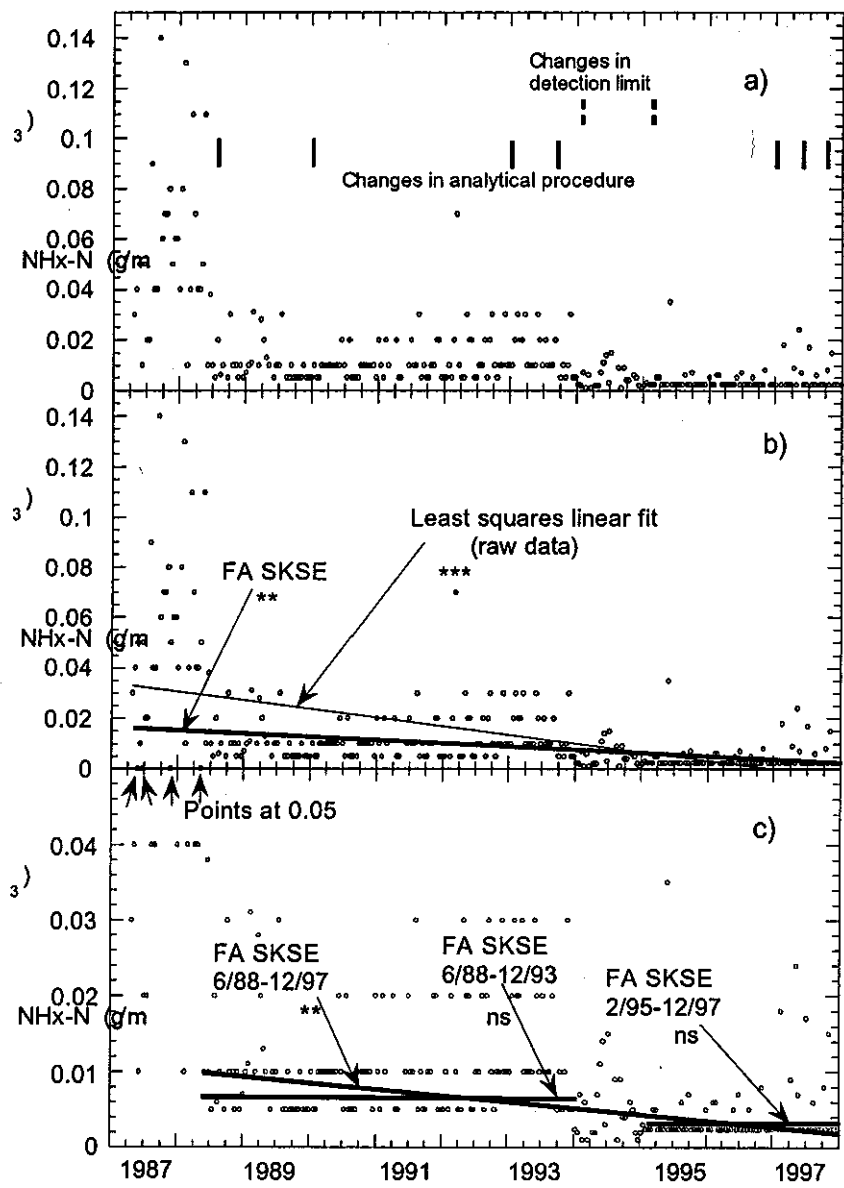 0.14
0.12
0.1
0.08
0.06
0.04
0.02
0
NHx-N (g/m
3 )
Changes in
detection limit
a)
Changes in analytical procedure
0.14
0.12
0.1
0.08
0.06
0.04
0.02
0
NHx-N (g/m
3 )
b)
Least squares linear fit
(raw data)
***
FA SKSE
**
Points at 0.05
c)
0.04
0.03
0.02
0.01
0
NHx-N (g/m
3 )
FA SKSE
6/88-12/97
**
FA SKSE
6/88-12/93
ns
FA SKSE
2/95-12/97
ns
1987 1989 1991 1993 1995 1997